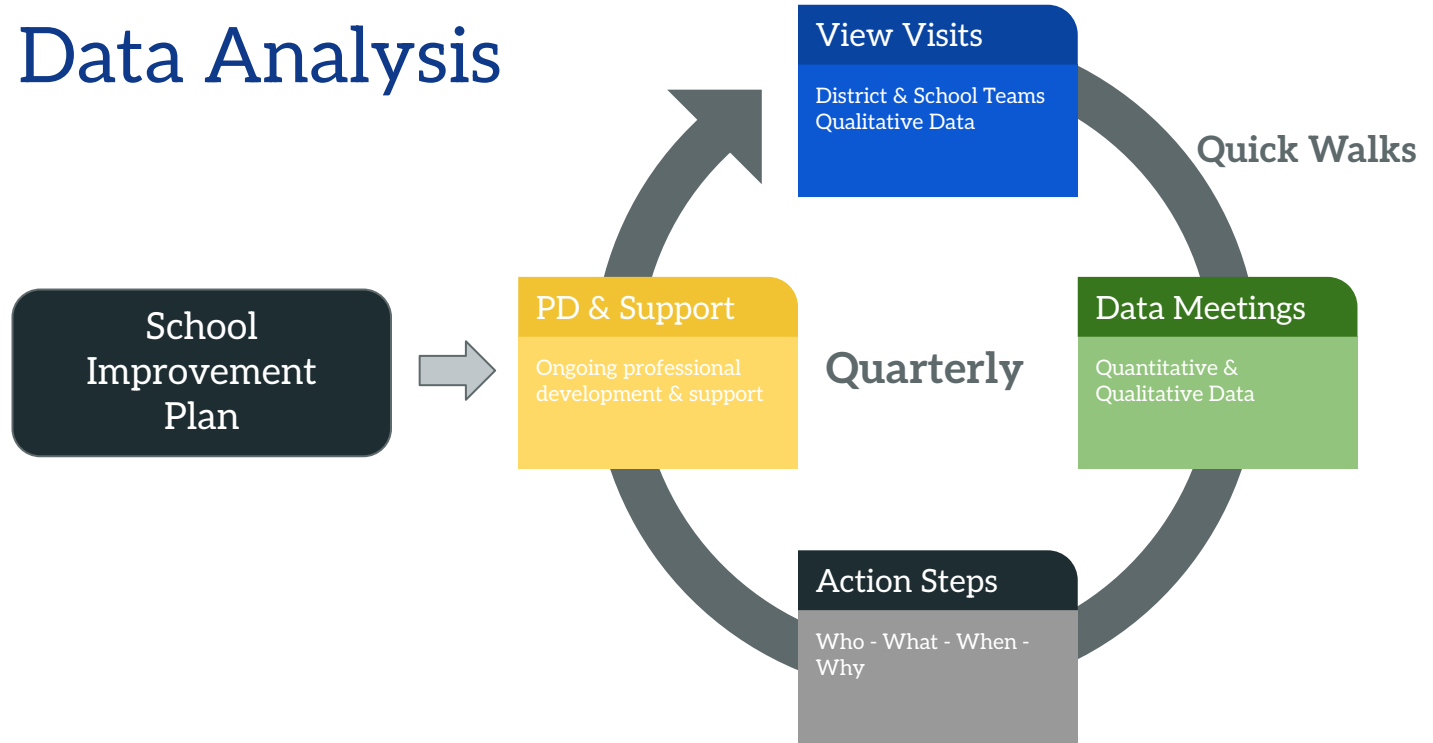 Data Analysis
View Visits
District & School Teams
Qualitative Data
Quick Walks
School
Improvement
Plan
PD & Support
Ongoing professional
development & support
Quarterly
Data Meetings
Quantitative &
Qualitative Data
Action Steps
Who - What - When -
Why